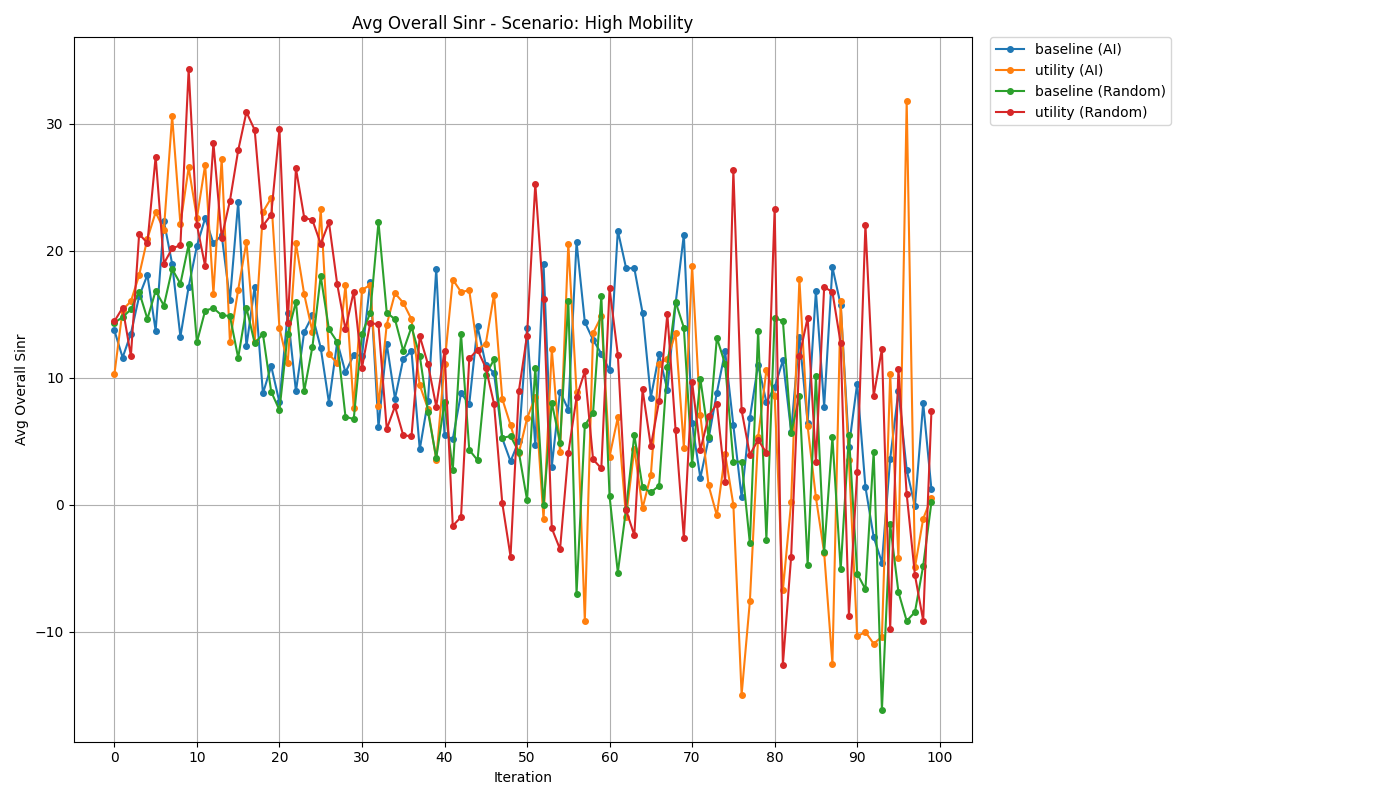 Avg Overall Sinr - Scenario: High Mobility
baseline (AI)
utility (AI)
baseline (Random)
utility (Random)
Avg Overall Sinr
30
20
10
0
−10
0 10 20 30 40 50 60 70 80 90 100
Iteration